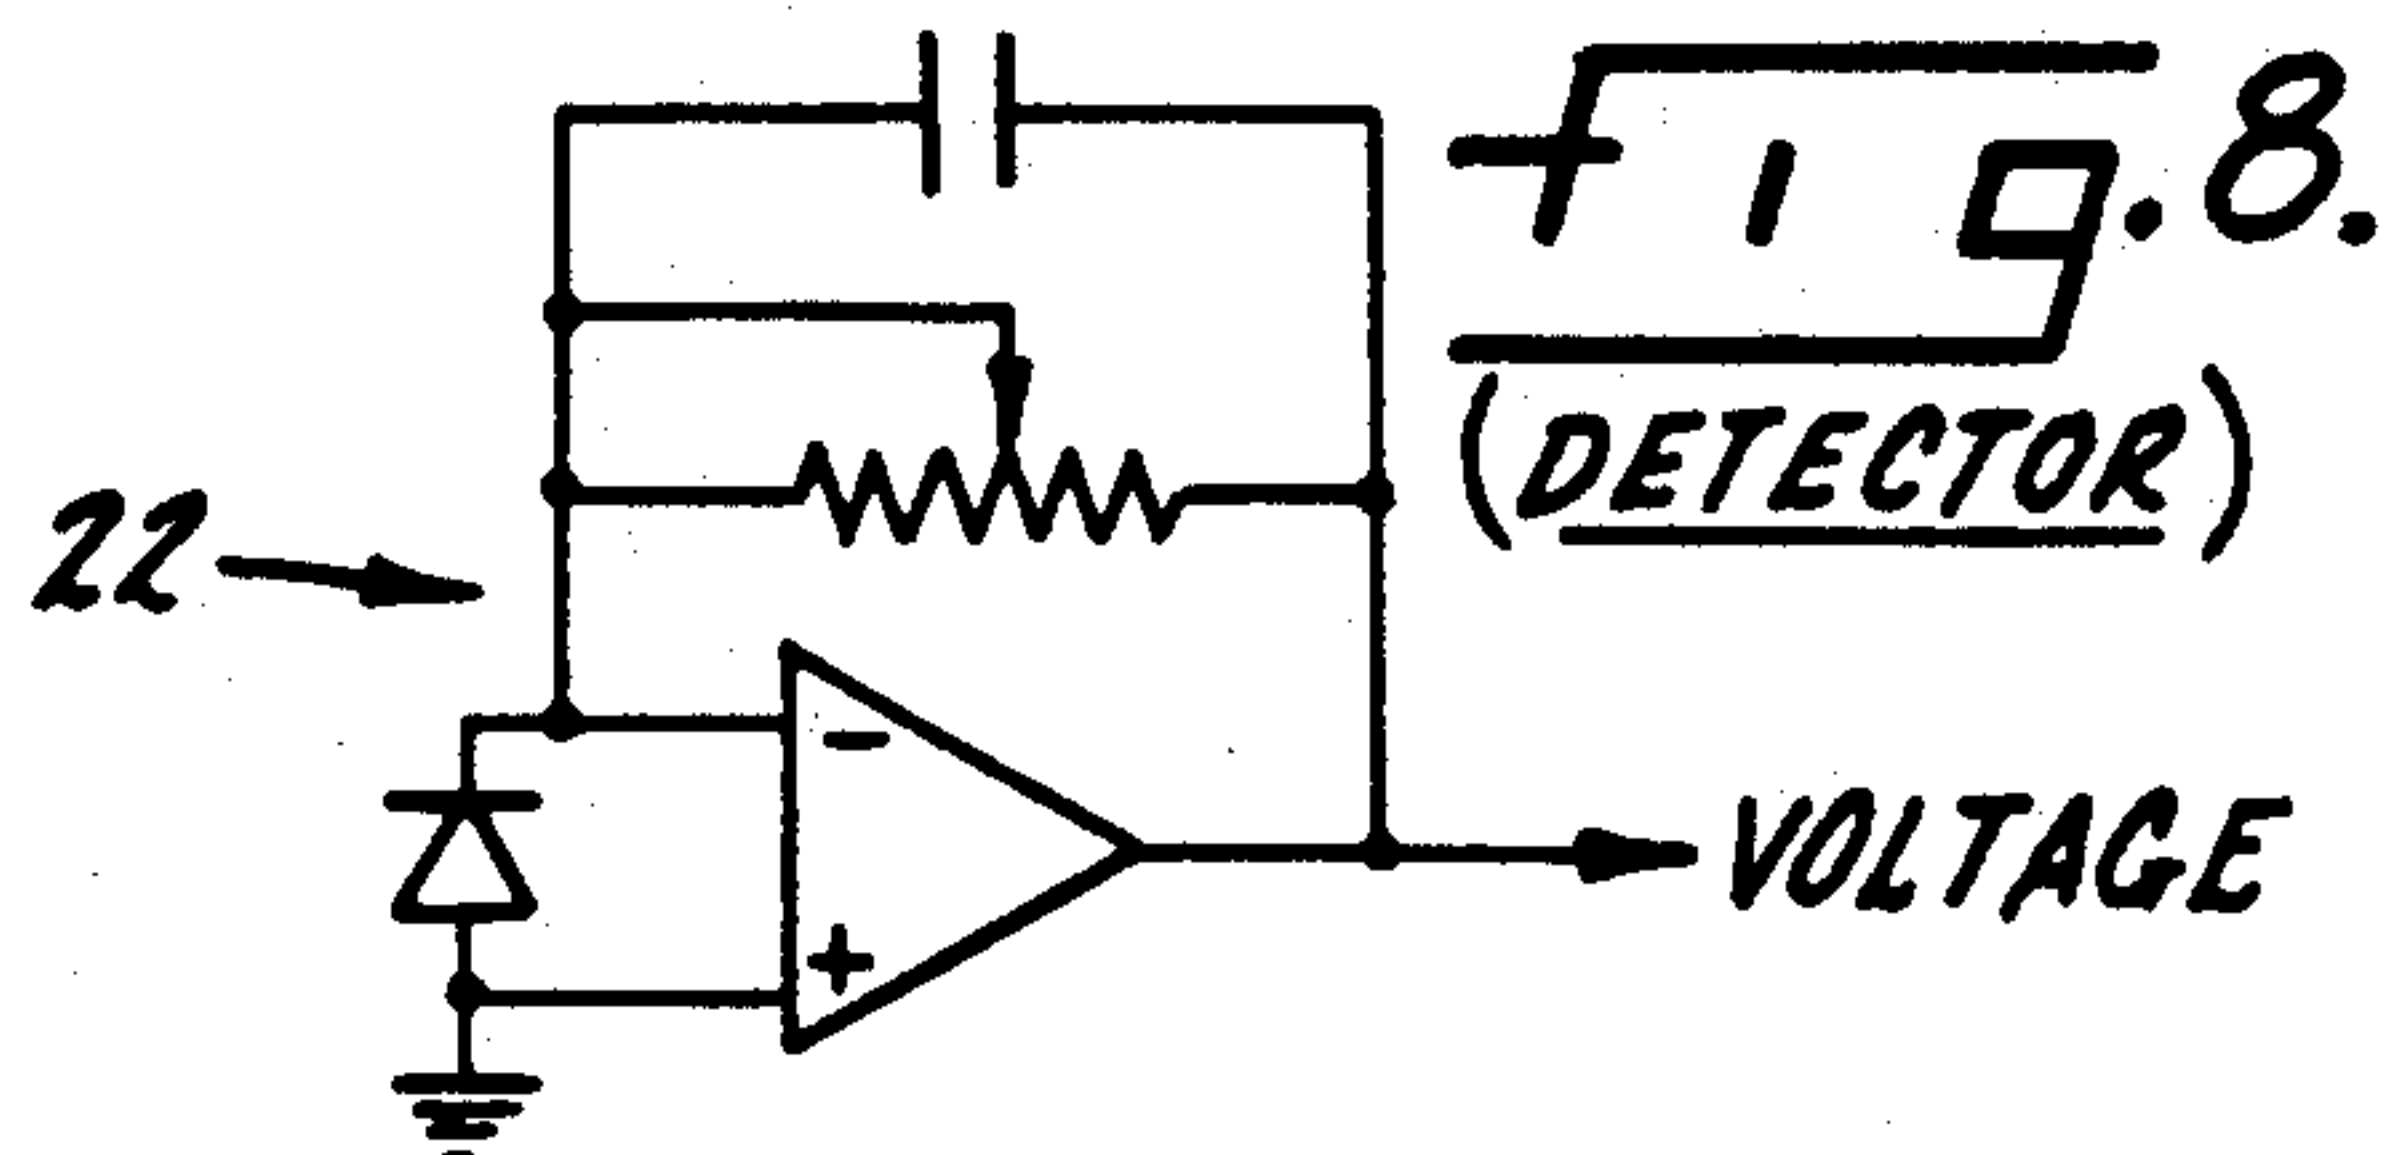 Fig. 8.
(DETECTOR)
22
-
+
VOLTAGE